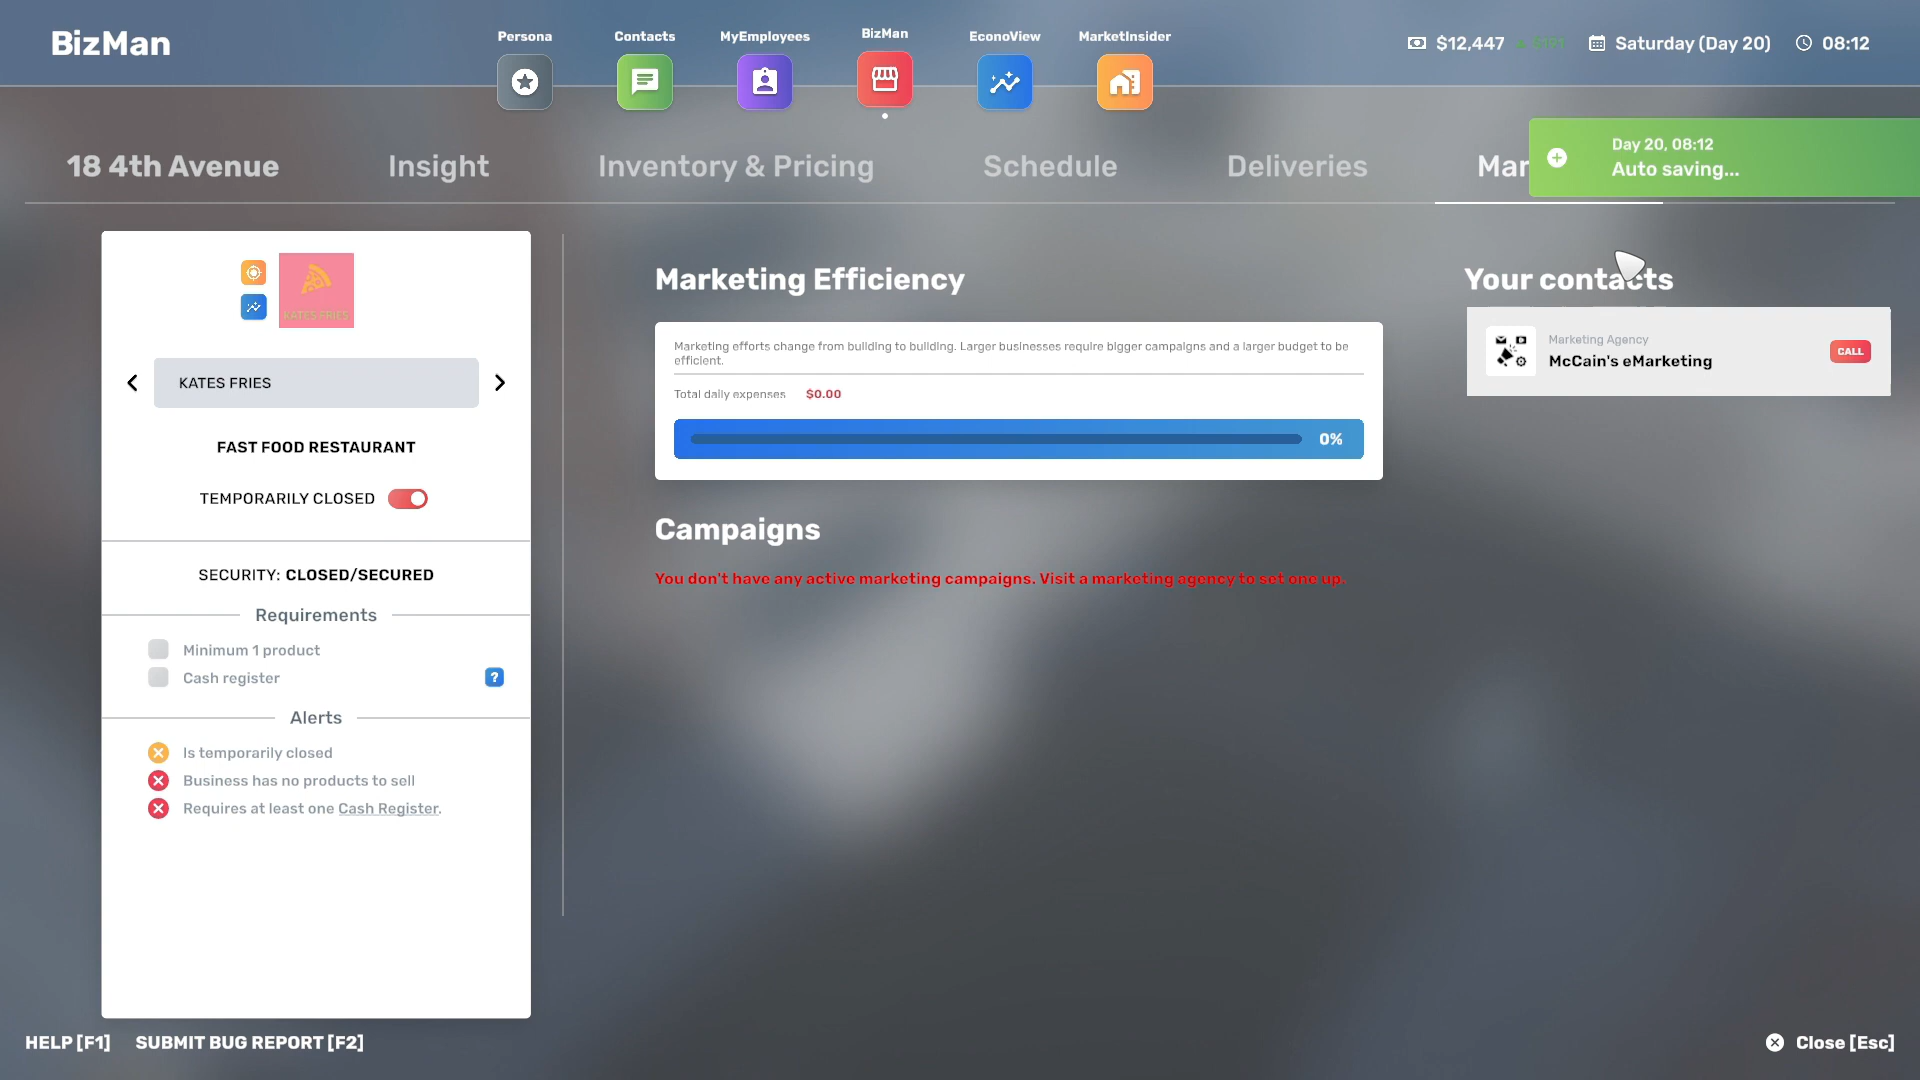 BizMan
Persona
Contacts
MyEmployees
BizMan
EconoView
MarketInsider
$12,447
$191
Saturday (Day 20)
08:12
18 4th Avenue
Insight
Inventory & Pricing
Schedule
Deliveries
Mar
Day 20, 08:12
Auto saving...
KATES FRIES
KATES FRIES
FAST FOOD RESTAURANT
TEMPORARILY CLOSED
SECURITY: CLOSED/SECURED
Requirements
Minimum 1 product
Cash register
?
Alerts
Is temporarily closed
Business has no products to sell
Requires at least one Cash Register.
Marketing Efficiency
Marketing efforts change from building to building. Larger businesses require bigger campaigns and a larger budget to be
efficient.
Total daily expenses $0.00
0%
Campaigns
You don't have any active marketing campaigns. Visit a marketing agency to set one up.
Your contacts
Marketing Agency
McCain's eMarketing
CALL
HELP [F1]
SUBMIT BUG REPORT [F2]
Close [Esc]